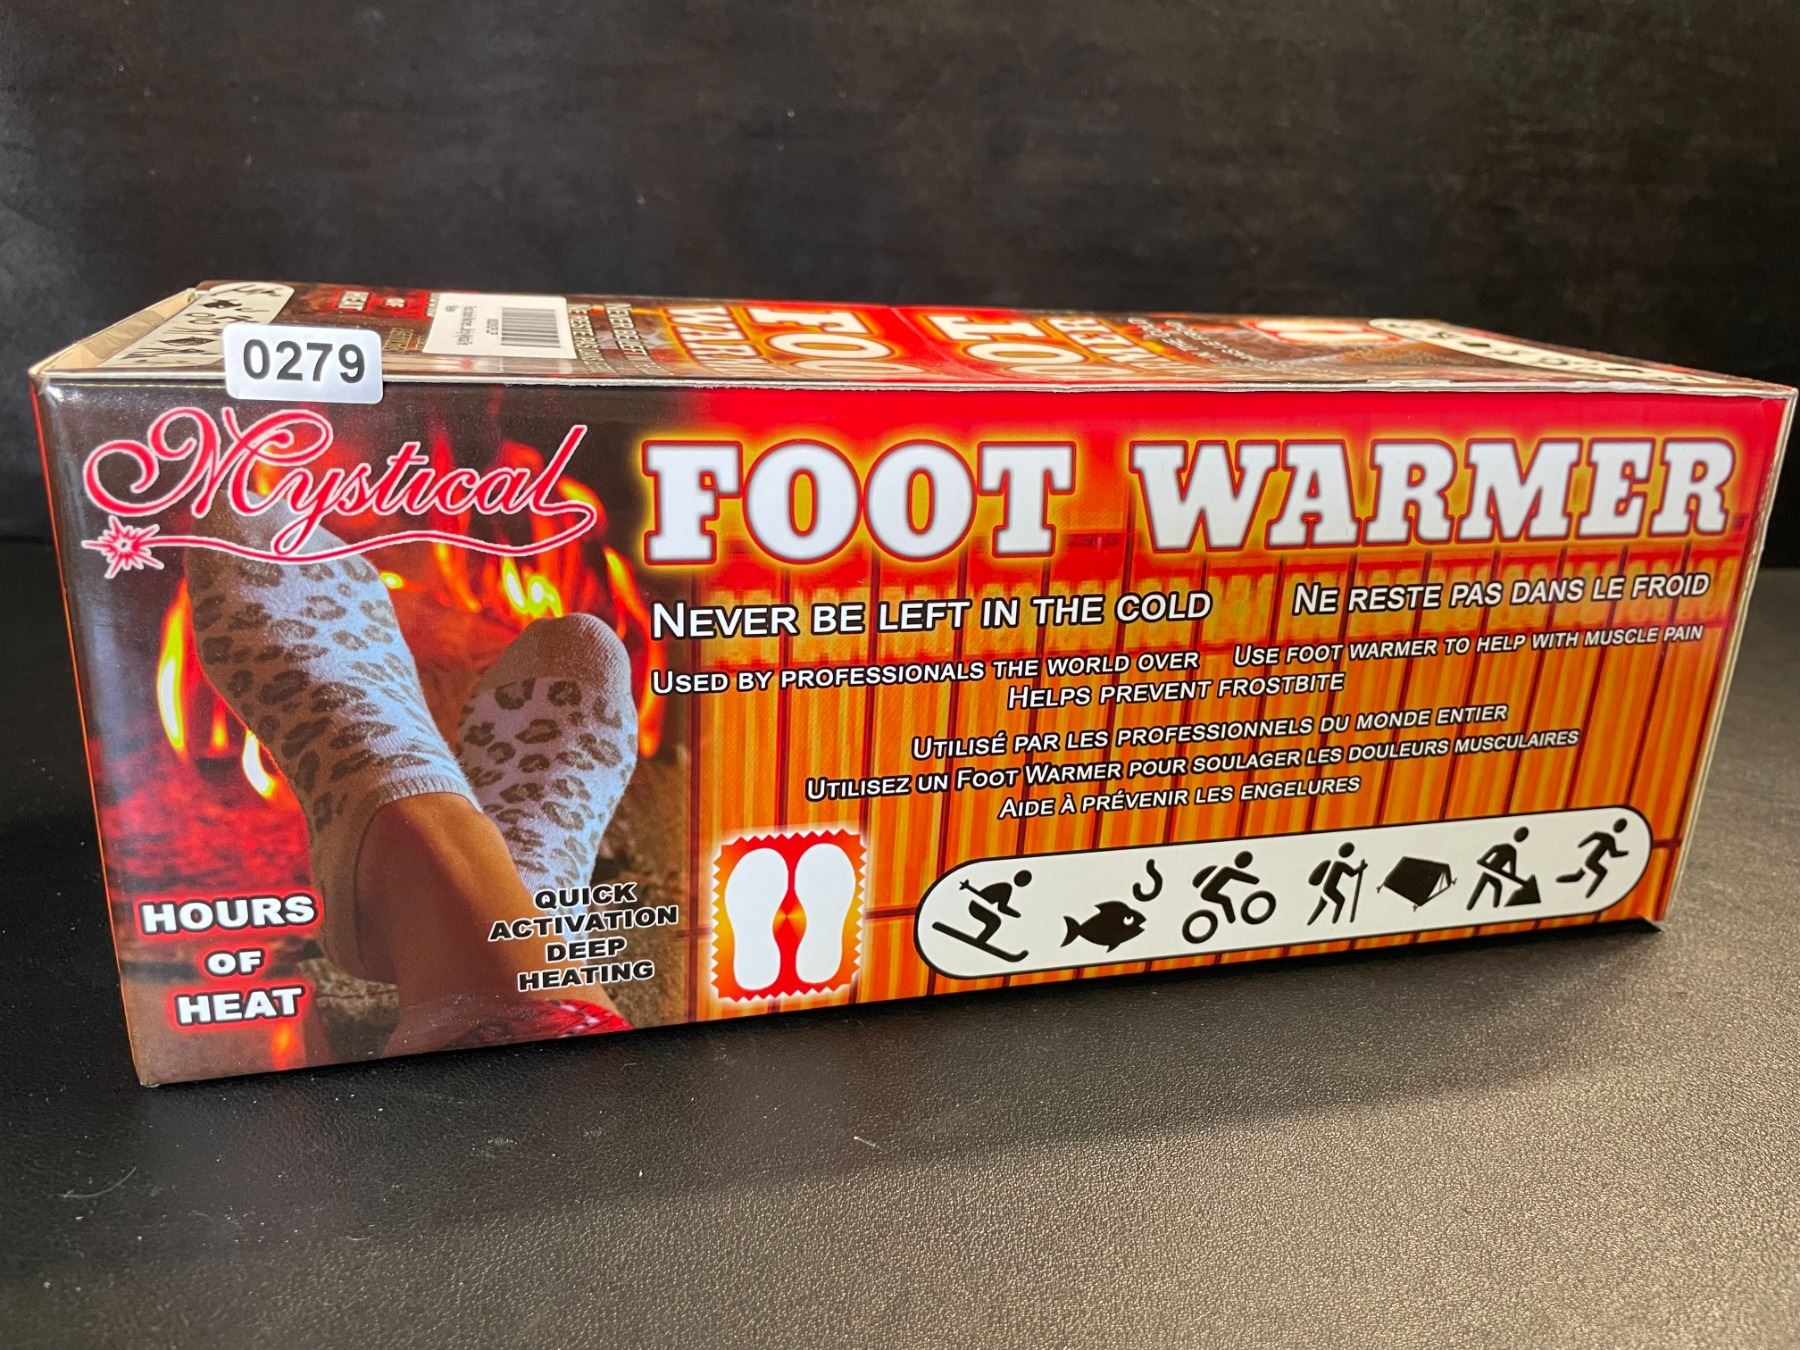 0279
HEAT
OF
Mystical
FOOT WARMER
NEVER BE LEFT IN THE COLD
NE RESTE PAS DANS LE FROID
USED BY PROFESSIONALS THE WORLD OVER
USE FOOT WARMER TO HELP WITH MUSCLE PAIN
HELPS PREVENT FROSTBITE
UTILISÉ PAR LES PROFESSIONNELS DU MONDE ENTIER
UTILISEZ UN FOOT WARMER POUR SOULAGER LES DOULEURS MUSCULAIRES
AIDE À PRÉVENIR LES ENGELURES
HOURS
OF
HEAT
QUICK
ACTIVATION
DEEP
HEATING